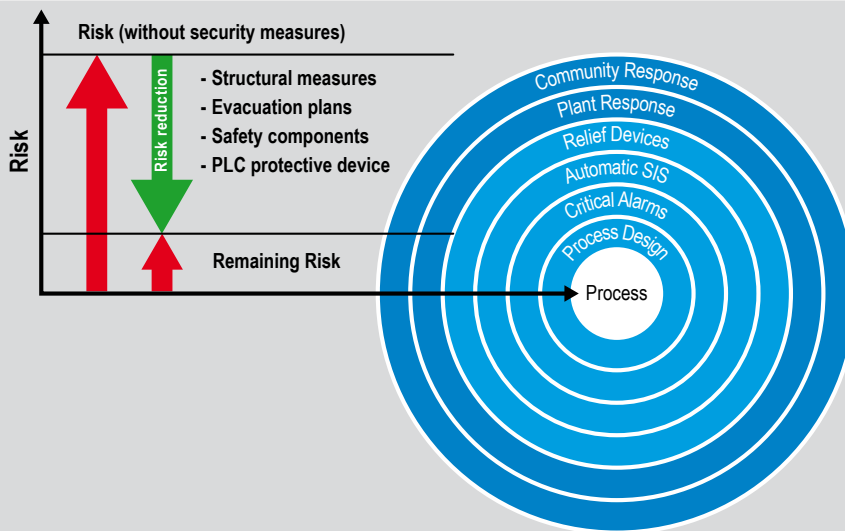 Risk (without security measures)
Risk
Risk reduction
- Structural measures
- Evacuation plans
- Safety components
- PLC protective device
Remaining Risk
Community Response
Plant Response
Relief Devices
Automatic SIS
Critical Alarms
Process Design
Process